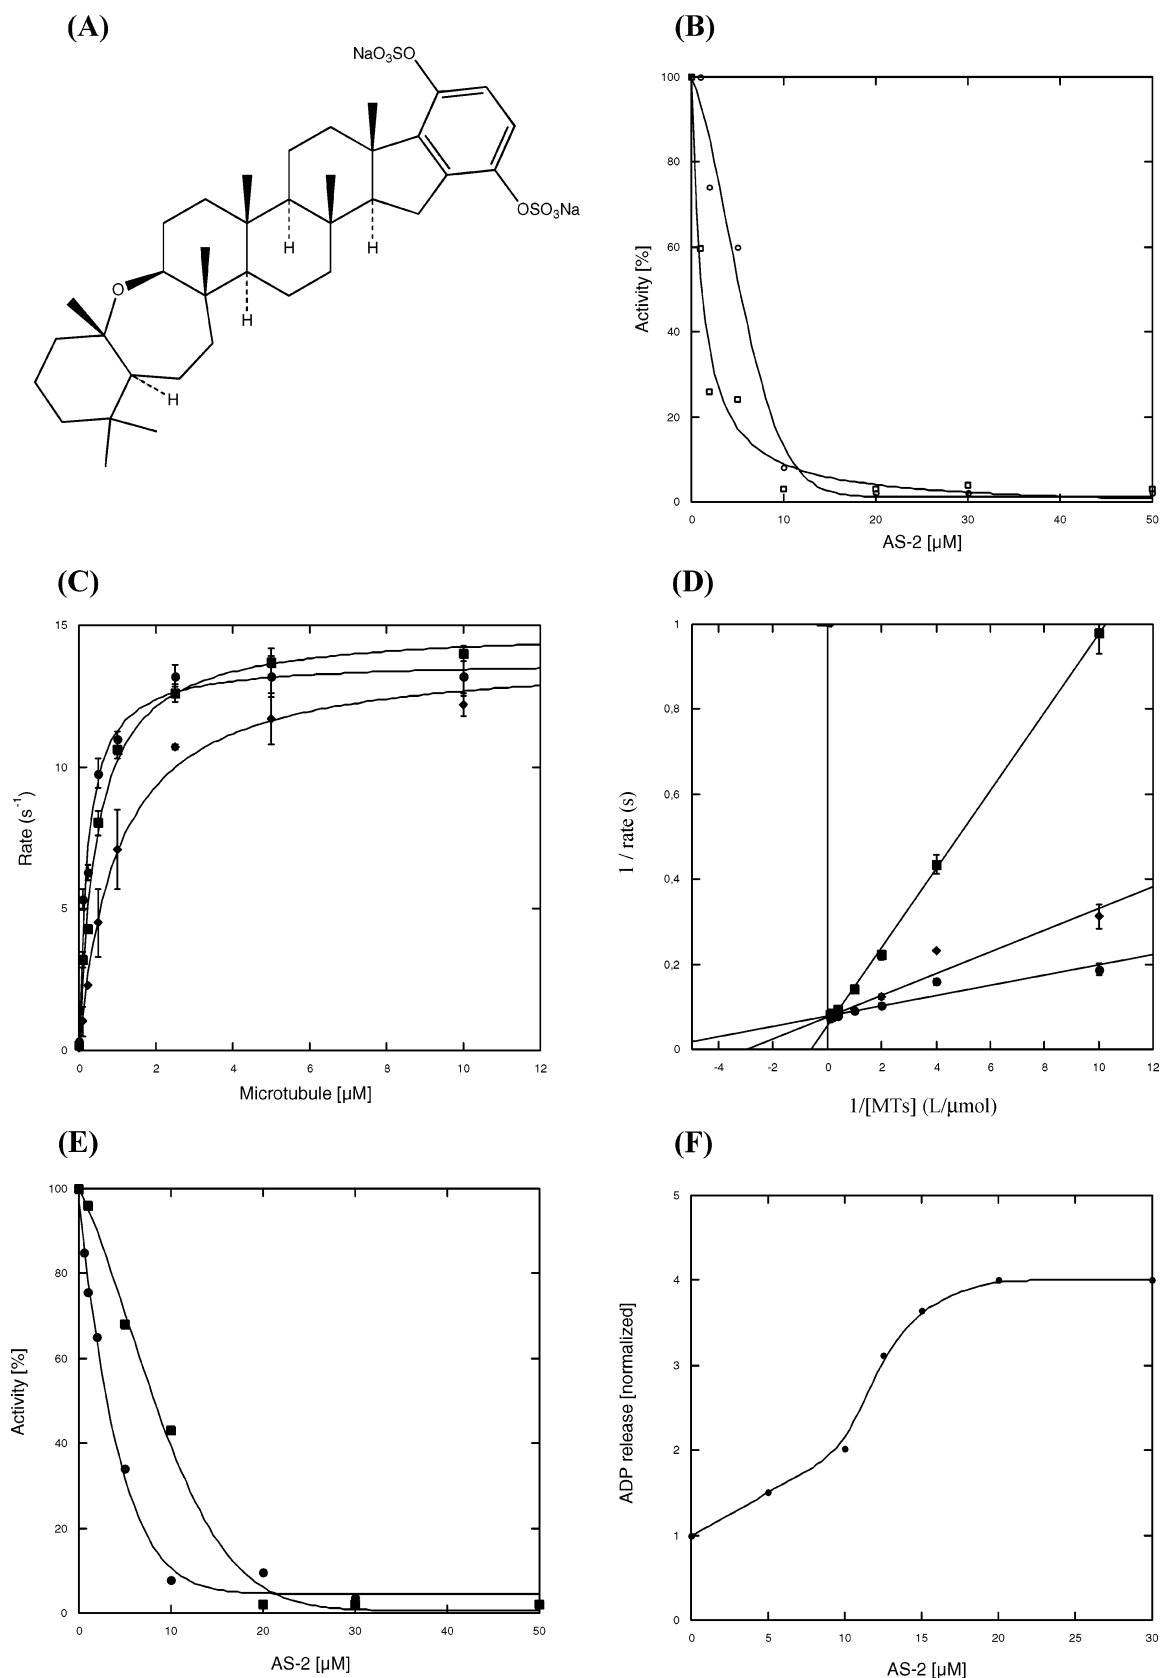 (A)
NaO3SO
OSO3Na
H
H
O
H
H
(B)
100
80
60
40
20
0
Activity [%]
0 10 20 30 40 50
AS-2 [µM]
(C)
15
10
5
0
Rate (s-1)
0 2 4 6 8 10 12
Microtubule [µM]
(D)
1
0,8
0,6
0,4
0,2
0
1 / rate (s)
-4 -2 0 2 4 6 8 10 12
1/[MTs] (L/µmol)
(E)
100
80
60
40
20
0
Activity [%]
0 10 20 30 40 50
AS-2 [µM]
(F)
5
4
3
2
1
0
ADP release [normalized]
0 5 10 15 20 25 30
AS-2 [µM]